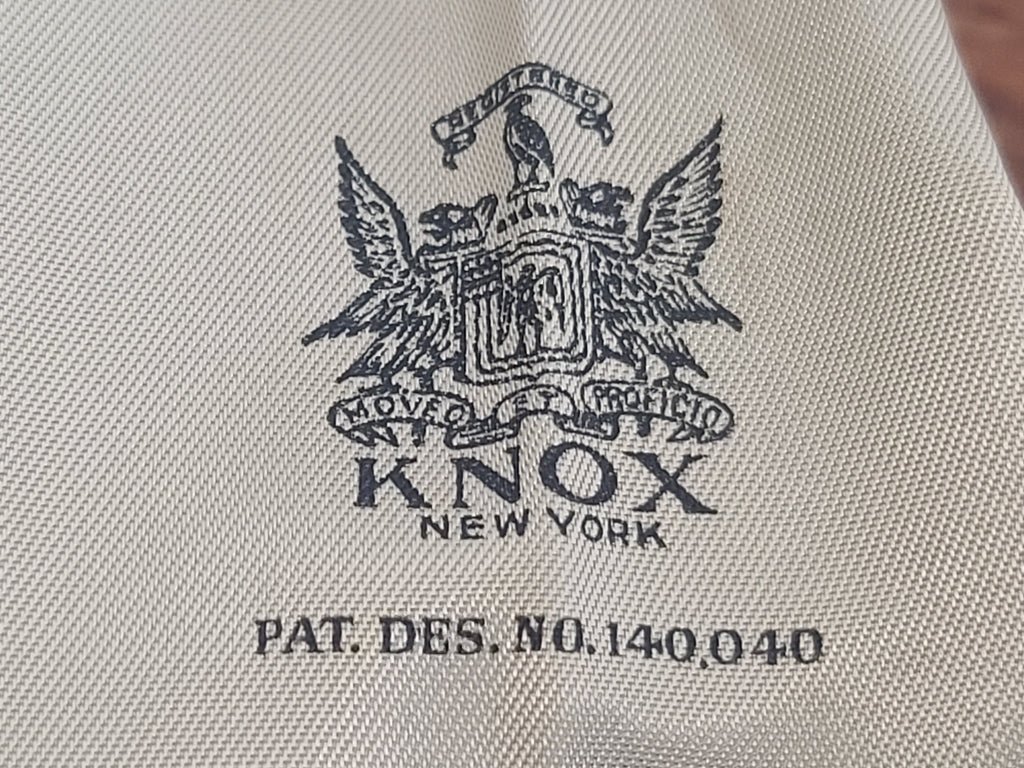 REGISTERED
MOVEO ET PROFICIO
KNOX
NEW YORK
PAT. DES. NO. 140,040